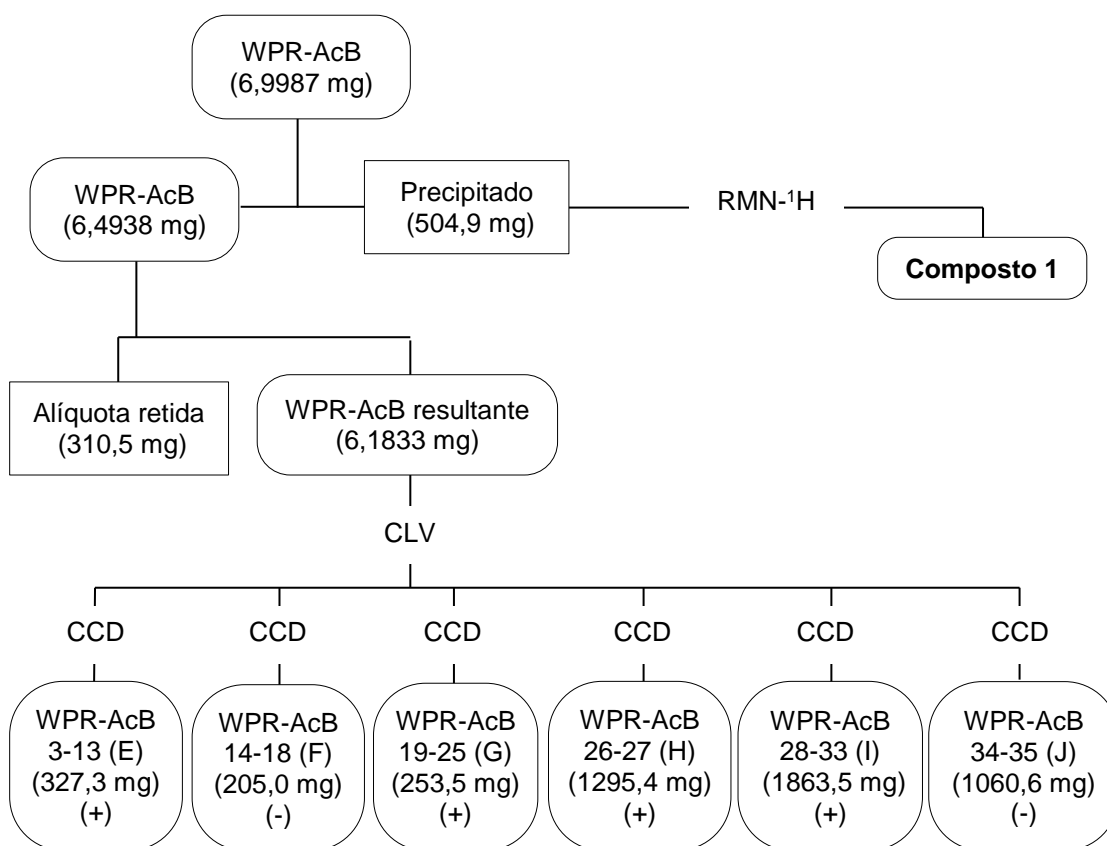 WPR-AcB
(6,9987 mg)
WPR-AcB
(6,4938 mg)
Precipitado
(504,9 mg)
RMN-¹H
Composto 1
Alíquota retida
(310,5 mg)
WPR-AcB resultante
(6,1833 mg)
CLV
CCD
CCD
CCD
CCD
CCD
CCD
WPR-AcB
3-13 (E)
(327,3 mg)
(+)
WPR-AcB
14-18 (F)
(205,0 mg)
(-)
WPR-AcB
19-25 (G)
(253,5 mg)
(+)
WPR-AcB
26-27 (H)
(1295,4 mg)
(+)
WPR-AcB
28-33 (I)
(1863,5 mg)
(+)
WPR-AcB
34-35 (J)
(1060,6 mg)
(-)